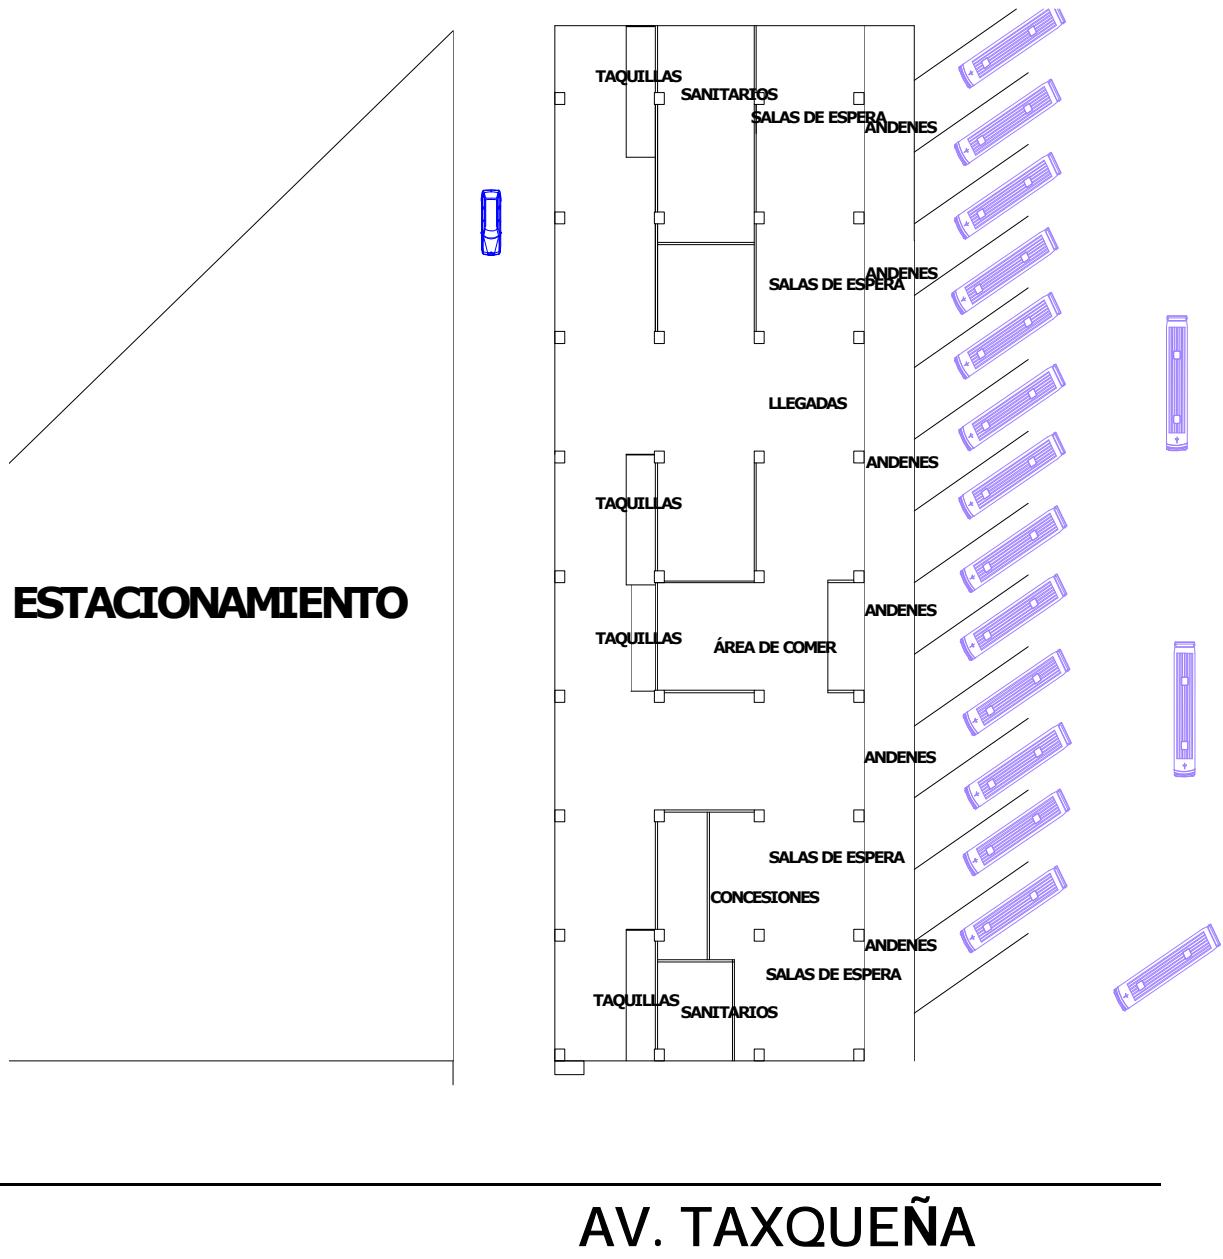 TAQUILLAS
SANITARIOS
SALAS DE ESPERA
ANDENES
ANDENES
SALAS DE ESPERA
LLEGADAS
ANDENES
TAQUILLAS
ESTACIONAMIENTO
ANDENES
TAQUILLAS
ÁREA DE COMER
ANDENES
SALAS DE ESPERA
CONCESIONES
ANDENES
SALAS DE ESPERA
TAQUILLAS
SANITARIOS
AV. TAXQUEÑA